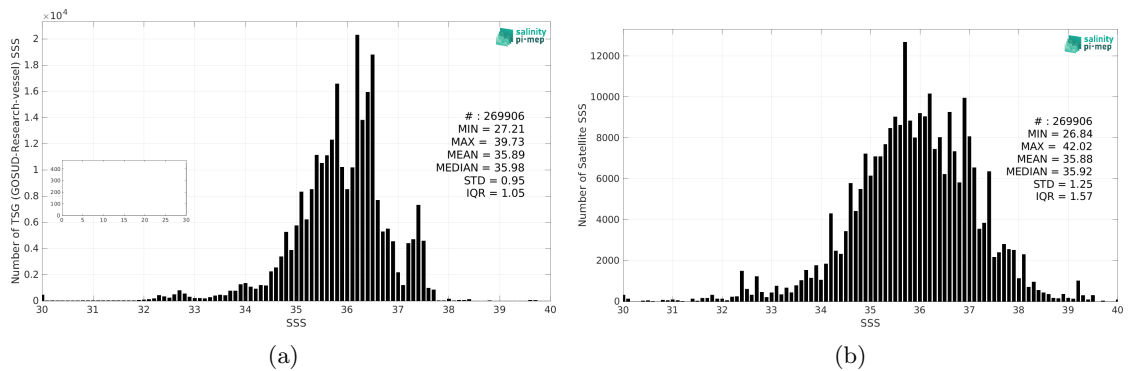 ×10⁴
2
1.8
1.6
1.4
1.2
1
0.8
0.6
0.4
0.2
0
Number of TSG (GOSUD-Research-vessel) SSS
salinity
pi-mep
# : 269906
MIN = 27.21
MAX = 39.73
MEAN = 35.89
MEDIAN = 35.98
STD = 0.95
IQR = 1.05
400
300
200
100
0
0 5 10 15 20 25 30
30 31 32 33 34 35 36 37 38 39 40
SSS
(a)
12000
10000
8000
6000
4000
2000
0
Number of Satellite SSS
salinity
pi-mep
# : 269906
MIN = 26.84
MAX = 42.02
MEAN = 35.88
MEDIAN = 35.92
STD = 1.25
IQR = 1.57
30 31 32 33 34 35 36 37 38 39 40
SSS
(b)